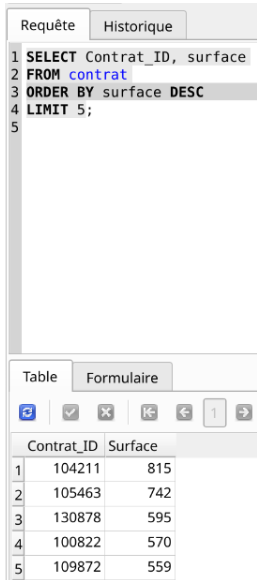 Requête Historique
1 SELECT Contrat_ID, surface
2 FROM contrat
3 ORDER BY surface DESC
4 LIMIT 5;
5
Table Formulaire
1
Contrat_ID Surface
1 104211 815
2 105463 742
3 130878 595
4 100822 570
5 109872 559